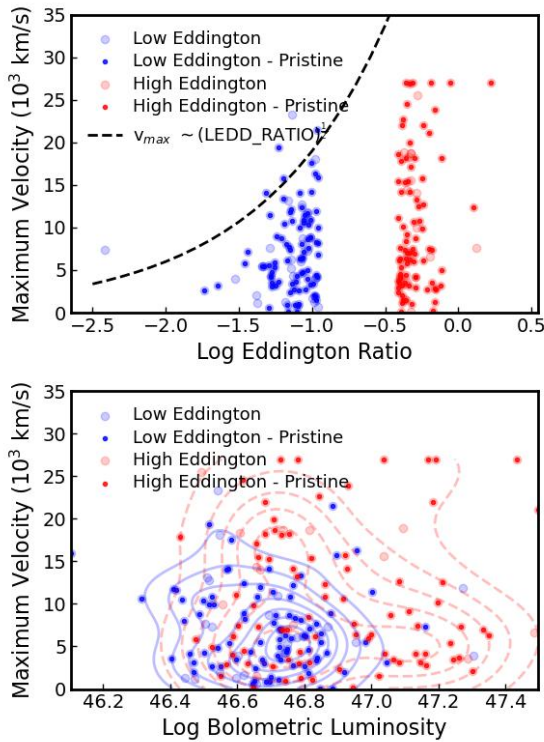 35
30
25
20
15
10
5
0
Maximum Velocity (10³ km/s)
Low Eddington
Low Eddington - Pristine
High Eddington
High Eddington - Pristine
v_max ~(LEDD_RATIO)^½
−2.5 −2.0 −1.5 −1.0 −0.5 0.0 0.5
Log Eddington Ratio
35
30
25
20
15
10
5
0
Maximum Velocity (10³ km/s)
Low Eddington
Low Eddington - Pristine
High Eddington
High Eddington - Pristine
46.2 46.4 46.6 46.8 47.0 47.2 47.4
Log Bolometric Luminosity